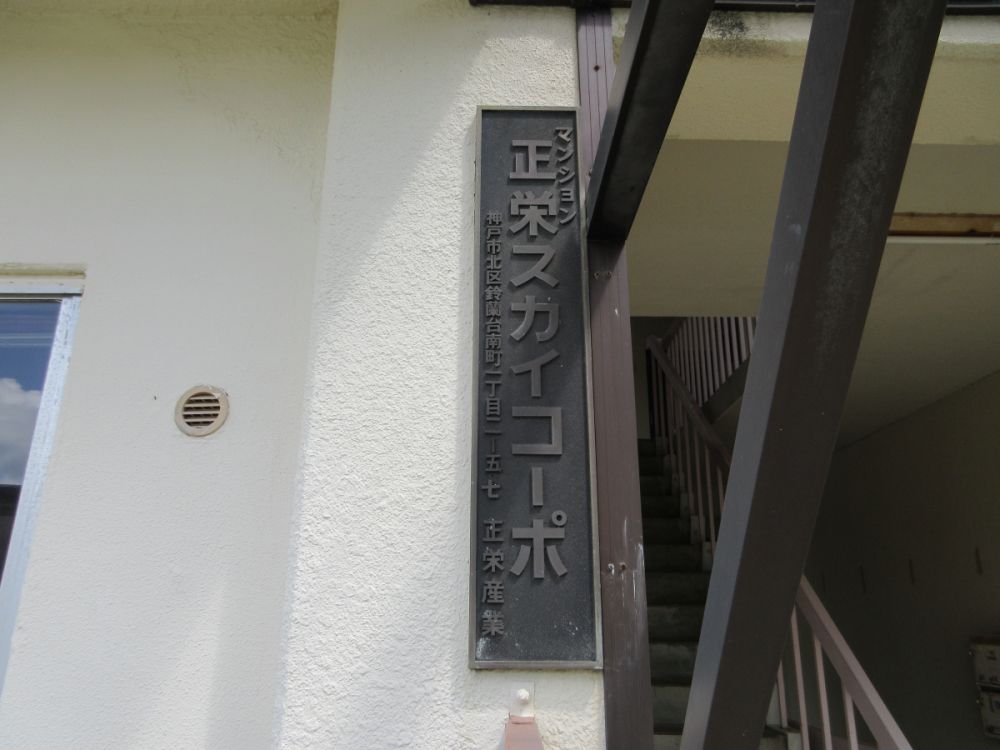 マンション
正栄スカイコーポ
神戸市北区鈴蘭台南町一丁目二ー五七 正栄産業